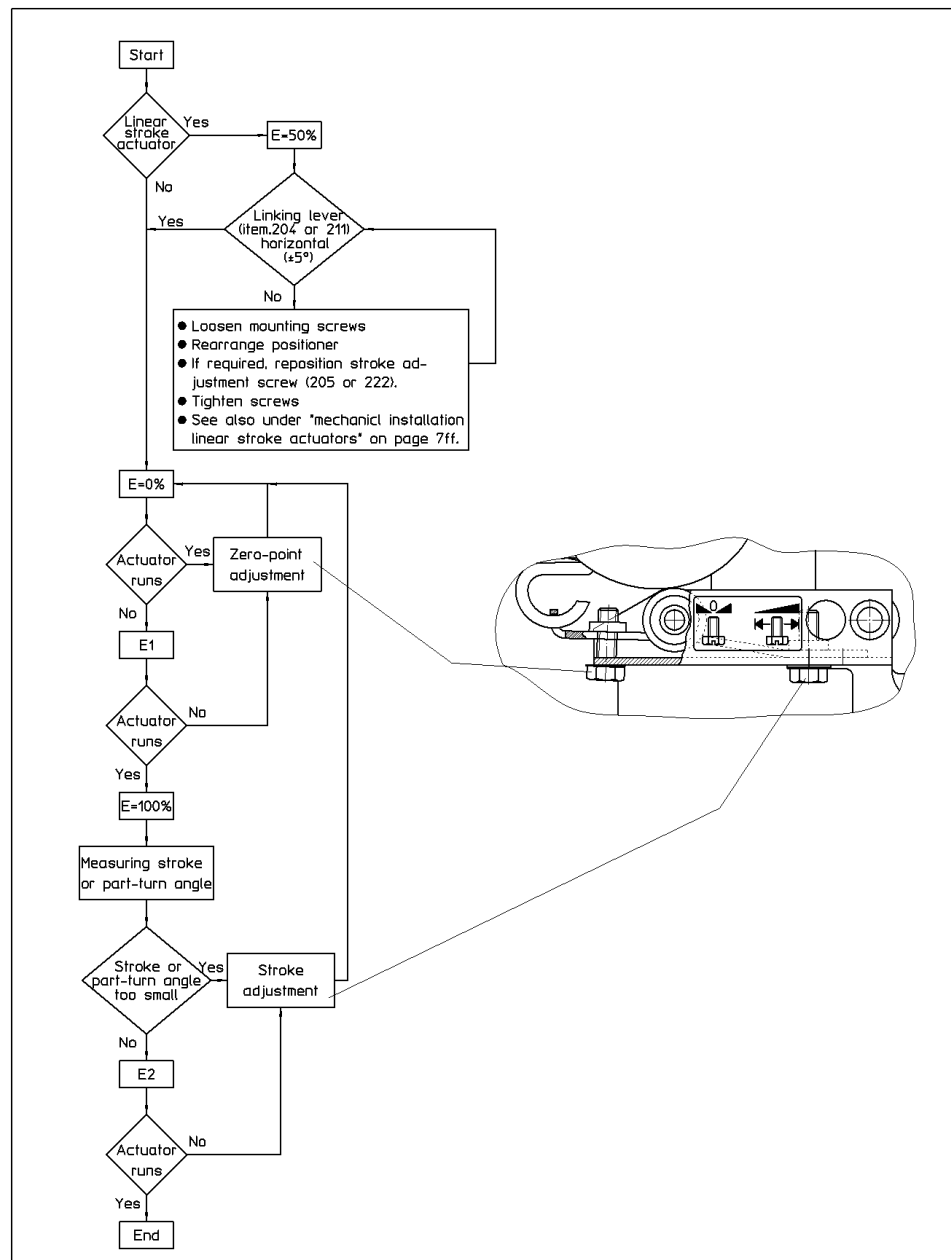 Start
Linear
stroke
actuator
Yes
E=50%
No
Yes
Linking lever
(item.204 or 211)
horizontal
(±5°)
No
● Loosen mounting screws
● Rearrange positioner
● If required, reposition stroke ad-
justment screw (205 or 222).
● Tighten screws
● See also under "mechanicl installation
linear stroke actuators" on page 7ff.
E=0%
Actuator
runs
Yes
Zero-point
adjustment
No
E1
Actuator
runs
No
Yes
E=100%
Measuring stroke
or part-turn angle
Stroke or
part-turn angle
too small
Yes
Stroke
adjustment
No
E2
Actuator
runs
No
Yes
End
0